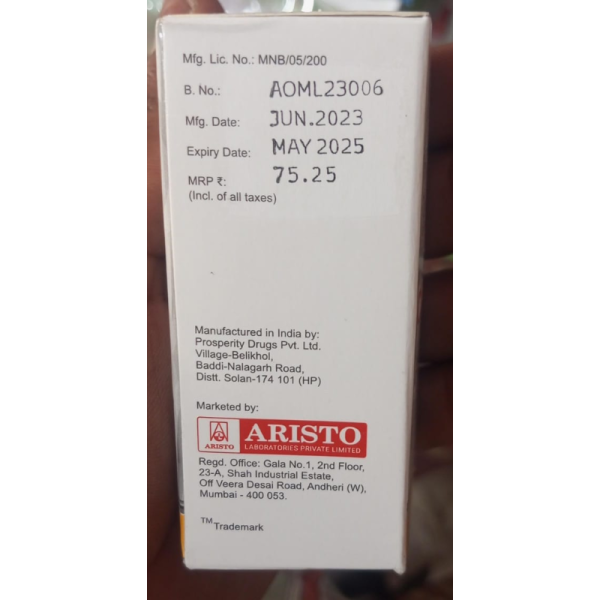 Mfg. Lic. No.: MNB/05/200
B. No.: AOML23006
Mfg. Date: JUN.2023
Expiry Date: MAY 2025
MRP ₹: 75.25
(Incl. of all taxes)
Manufactured in India by:
Prosperity Drugs Pvt. Ltd.
Village-Belikhol,
Baddi-Nalagarh Road,
Distt. Solan-174 101 (HP)
Marketed by:
ARISTO ARISTO
LABORATORIES PRIVATE LIMITED
Regd. Office: Gala No.1, 2nd Floor,
23-A, Shah Industrial Estate,
Off Veera Desai Road, Andheri (W),
Mumbai - 400 053.
TM Trademark